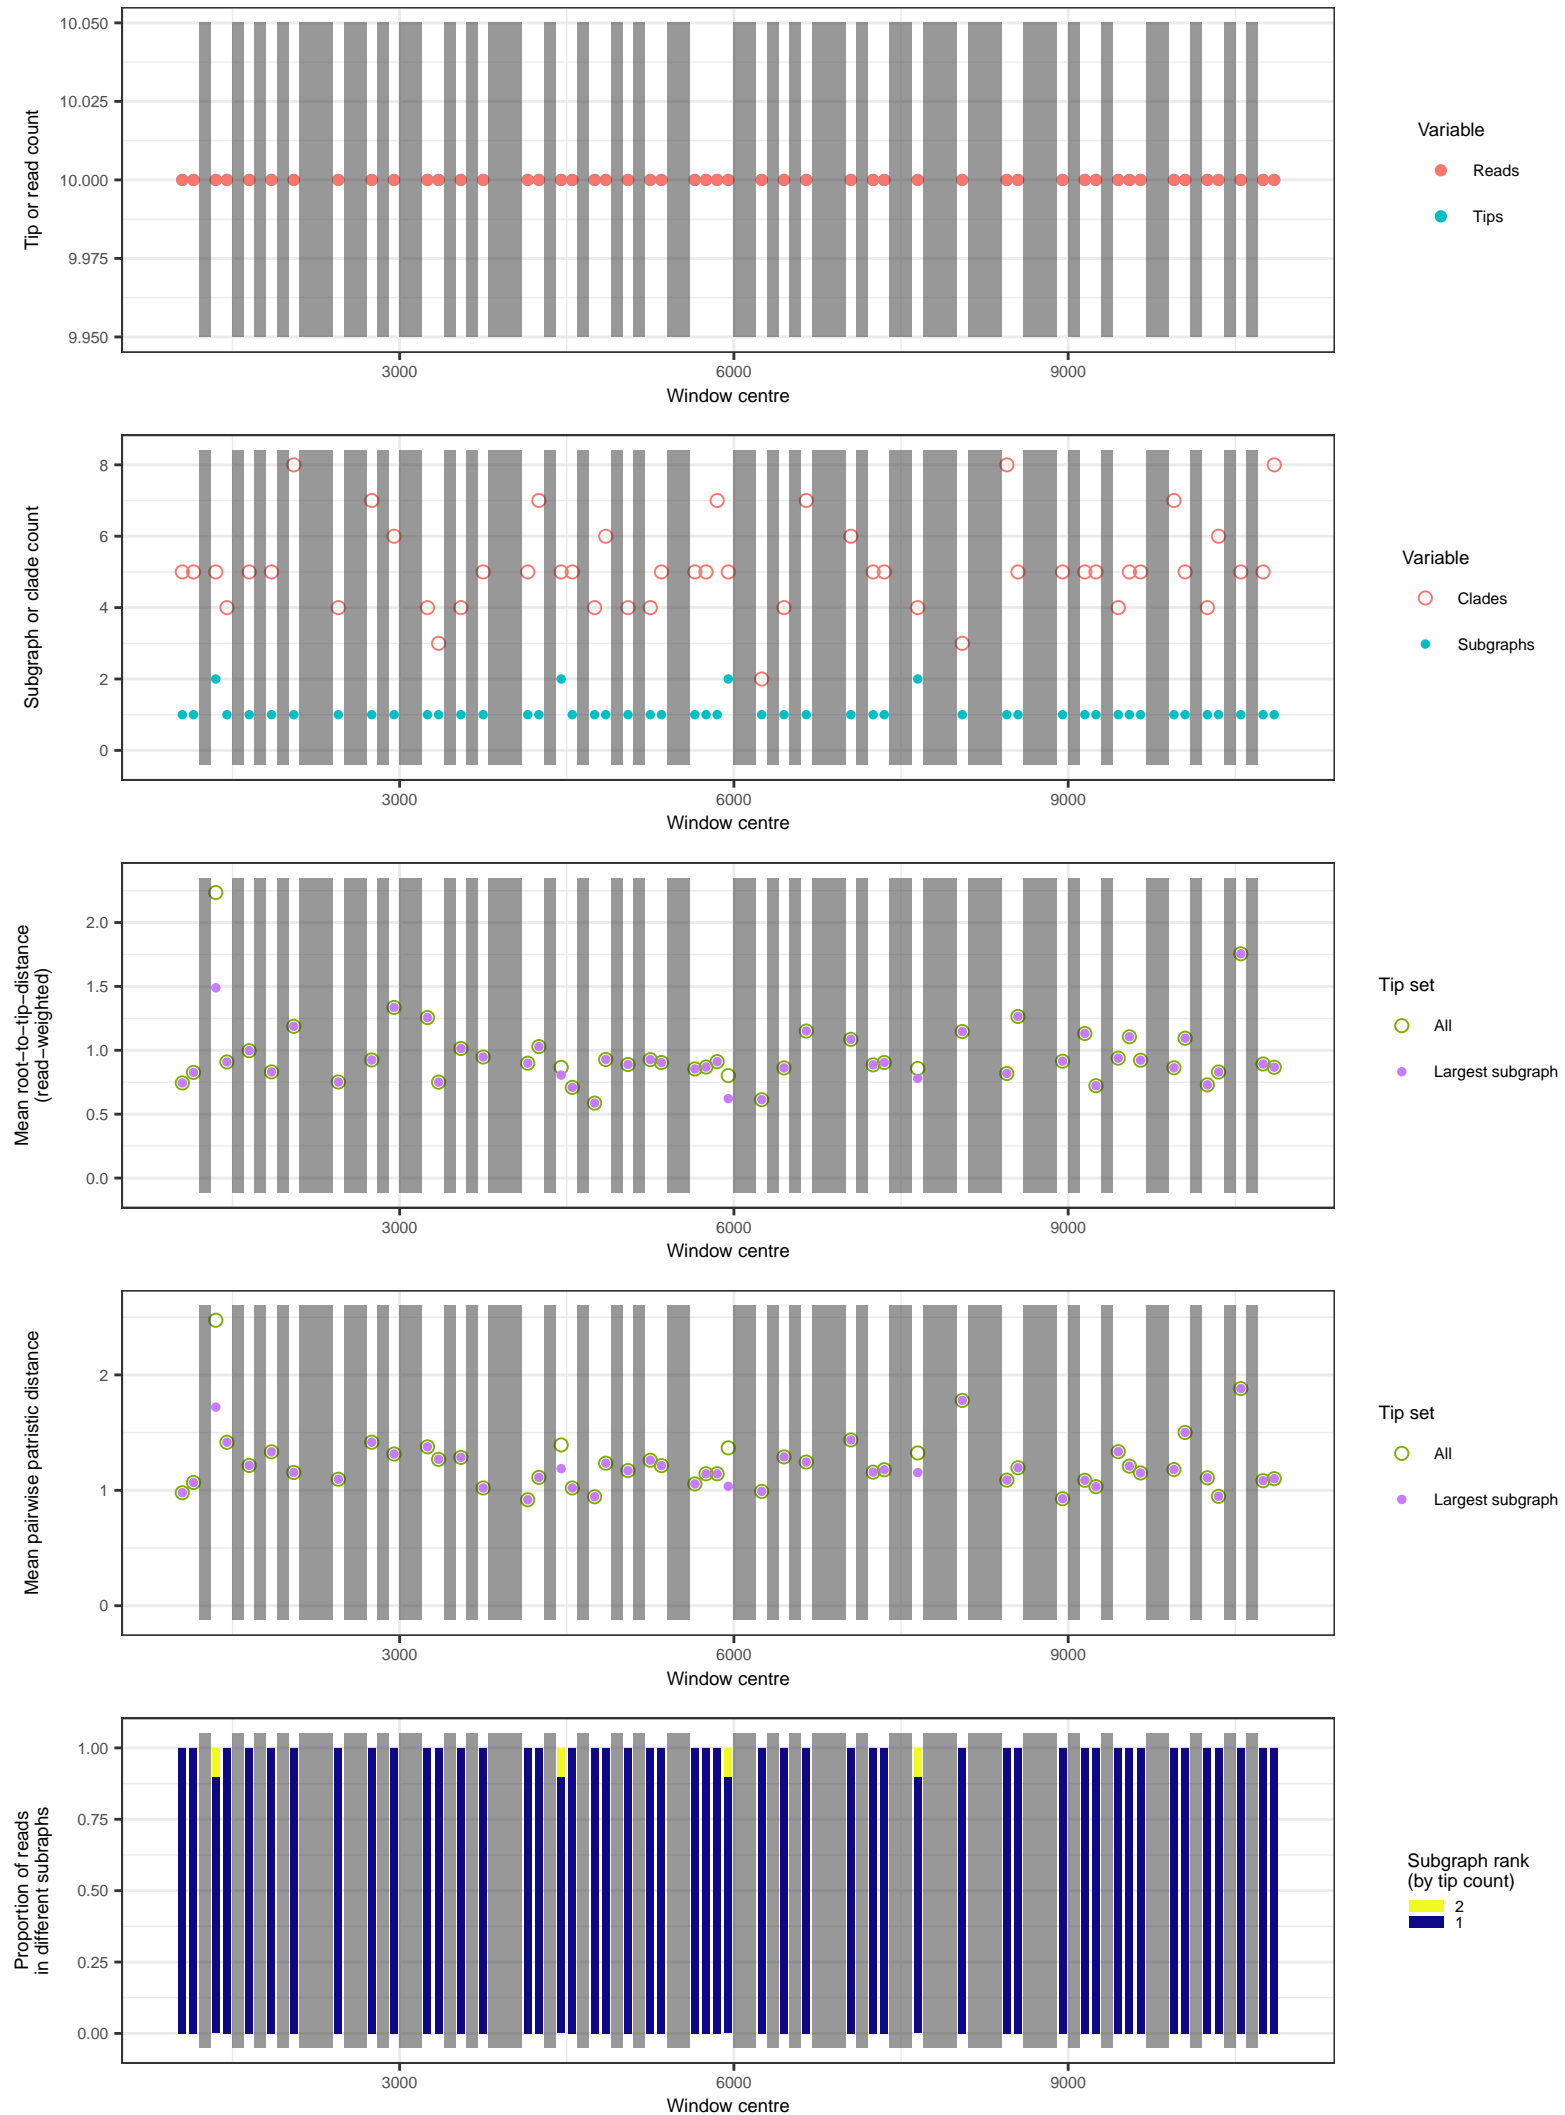 Tip or read count
10.050
10.025
10.000
9.975
9.950
3000
6000
9000
Window centre
Variable
Reads
Tips
Subgraph or clade count
8
6
4
2
0
3000
6000
9000
Window centre
Variable
Clades
Subgraphs
Mean root−to−tip−distance
(read−weighted)
2.0
1.5
1.0
0.5
0.0
3000
6000
9000
Window centre
Tip set
All
Largest subgraph
Mean pairwise patristic distance
2
1
0
3000
6000
9000
Window centre
Tip set
All
Largest subgraph
Proportion of reads
in different subraphs
1.00
0.75
0.50
0.25
0.00
3000
6000
9000
Window centre
Subgraph rank
(by tip count)
2
1